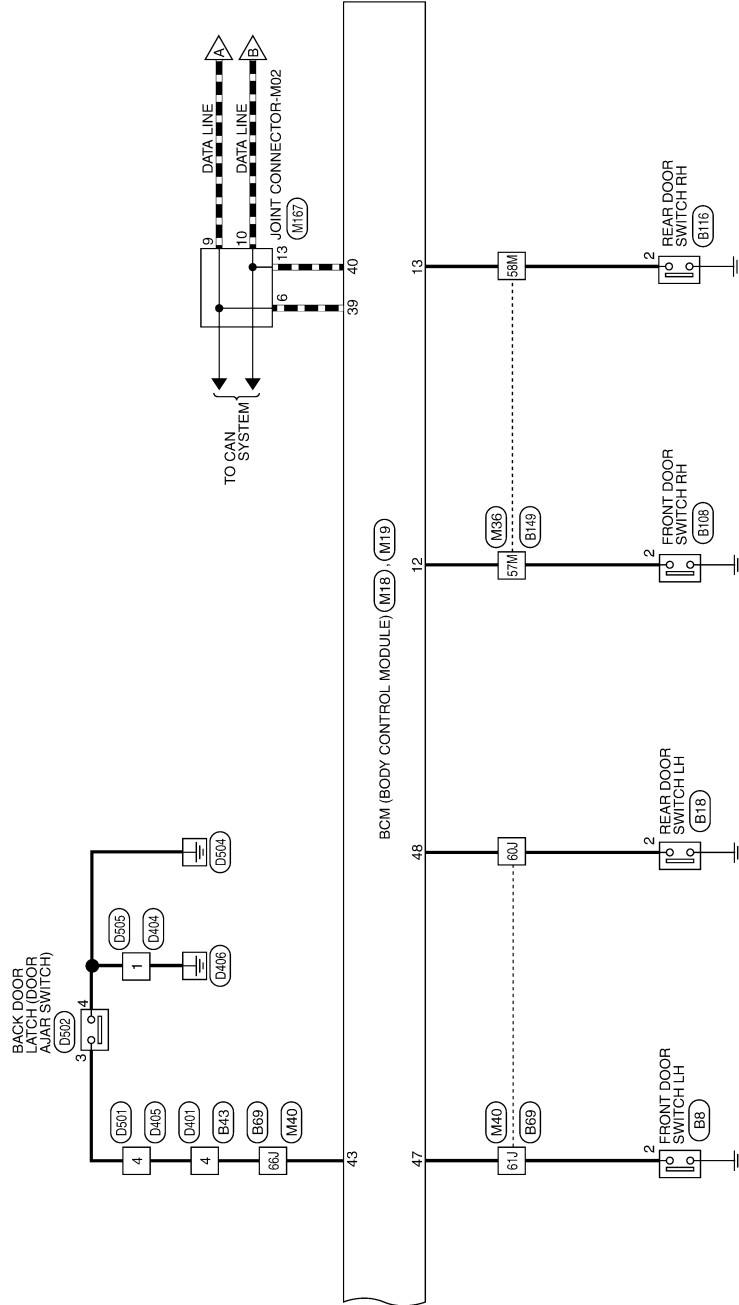 BACK DOOR
LATCH (DOOR
AJAR SWITCH)
D502
3
4
D501
4
D405
D401
4
B43
B69
66J
M40
43
D505
1
D404
D406
D504
TO CAN
SYSTEM
9
DATA LINE
A
10
DATA LINE
B
JOINT CONNECTOR-M02
M167
6
13
39
40
BCM (BODY CONTROL MODULE) M18 , M19
47
48
12
13
M40
61J
B69
60J
M36
57M
B149
58M
2
FRONT DOOR
SWITCH LH
B8
2
REAR DOOR
SWITCH LH
B18
2
FRONT DOOR
SWITCH RH
B108
2
REAR DOOR
SWITCH RH
B116